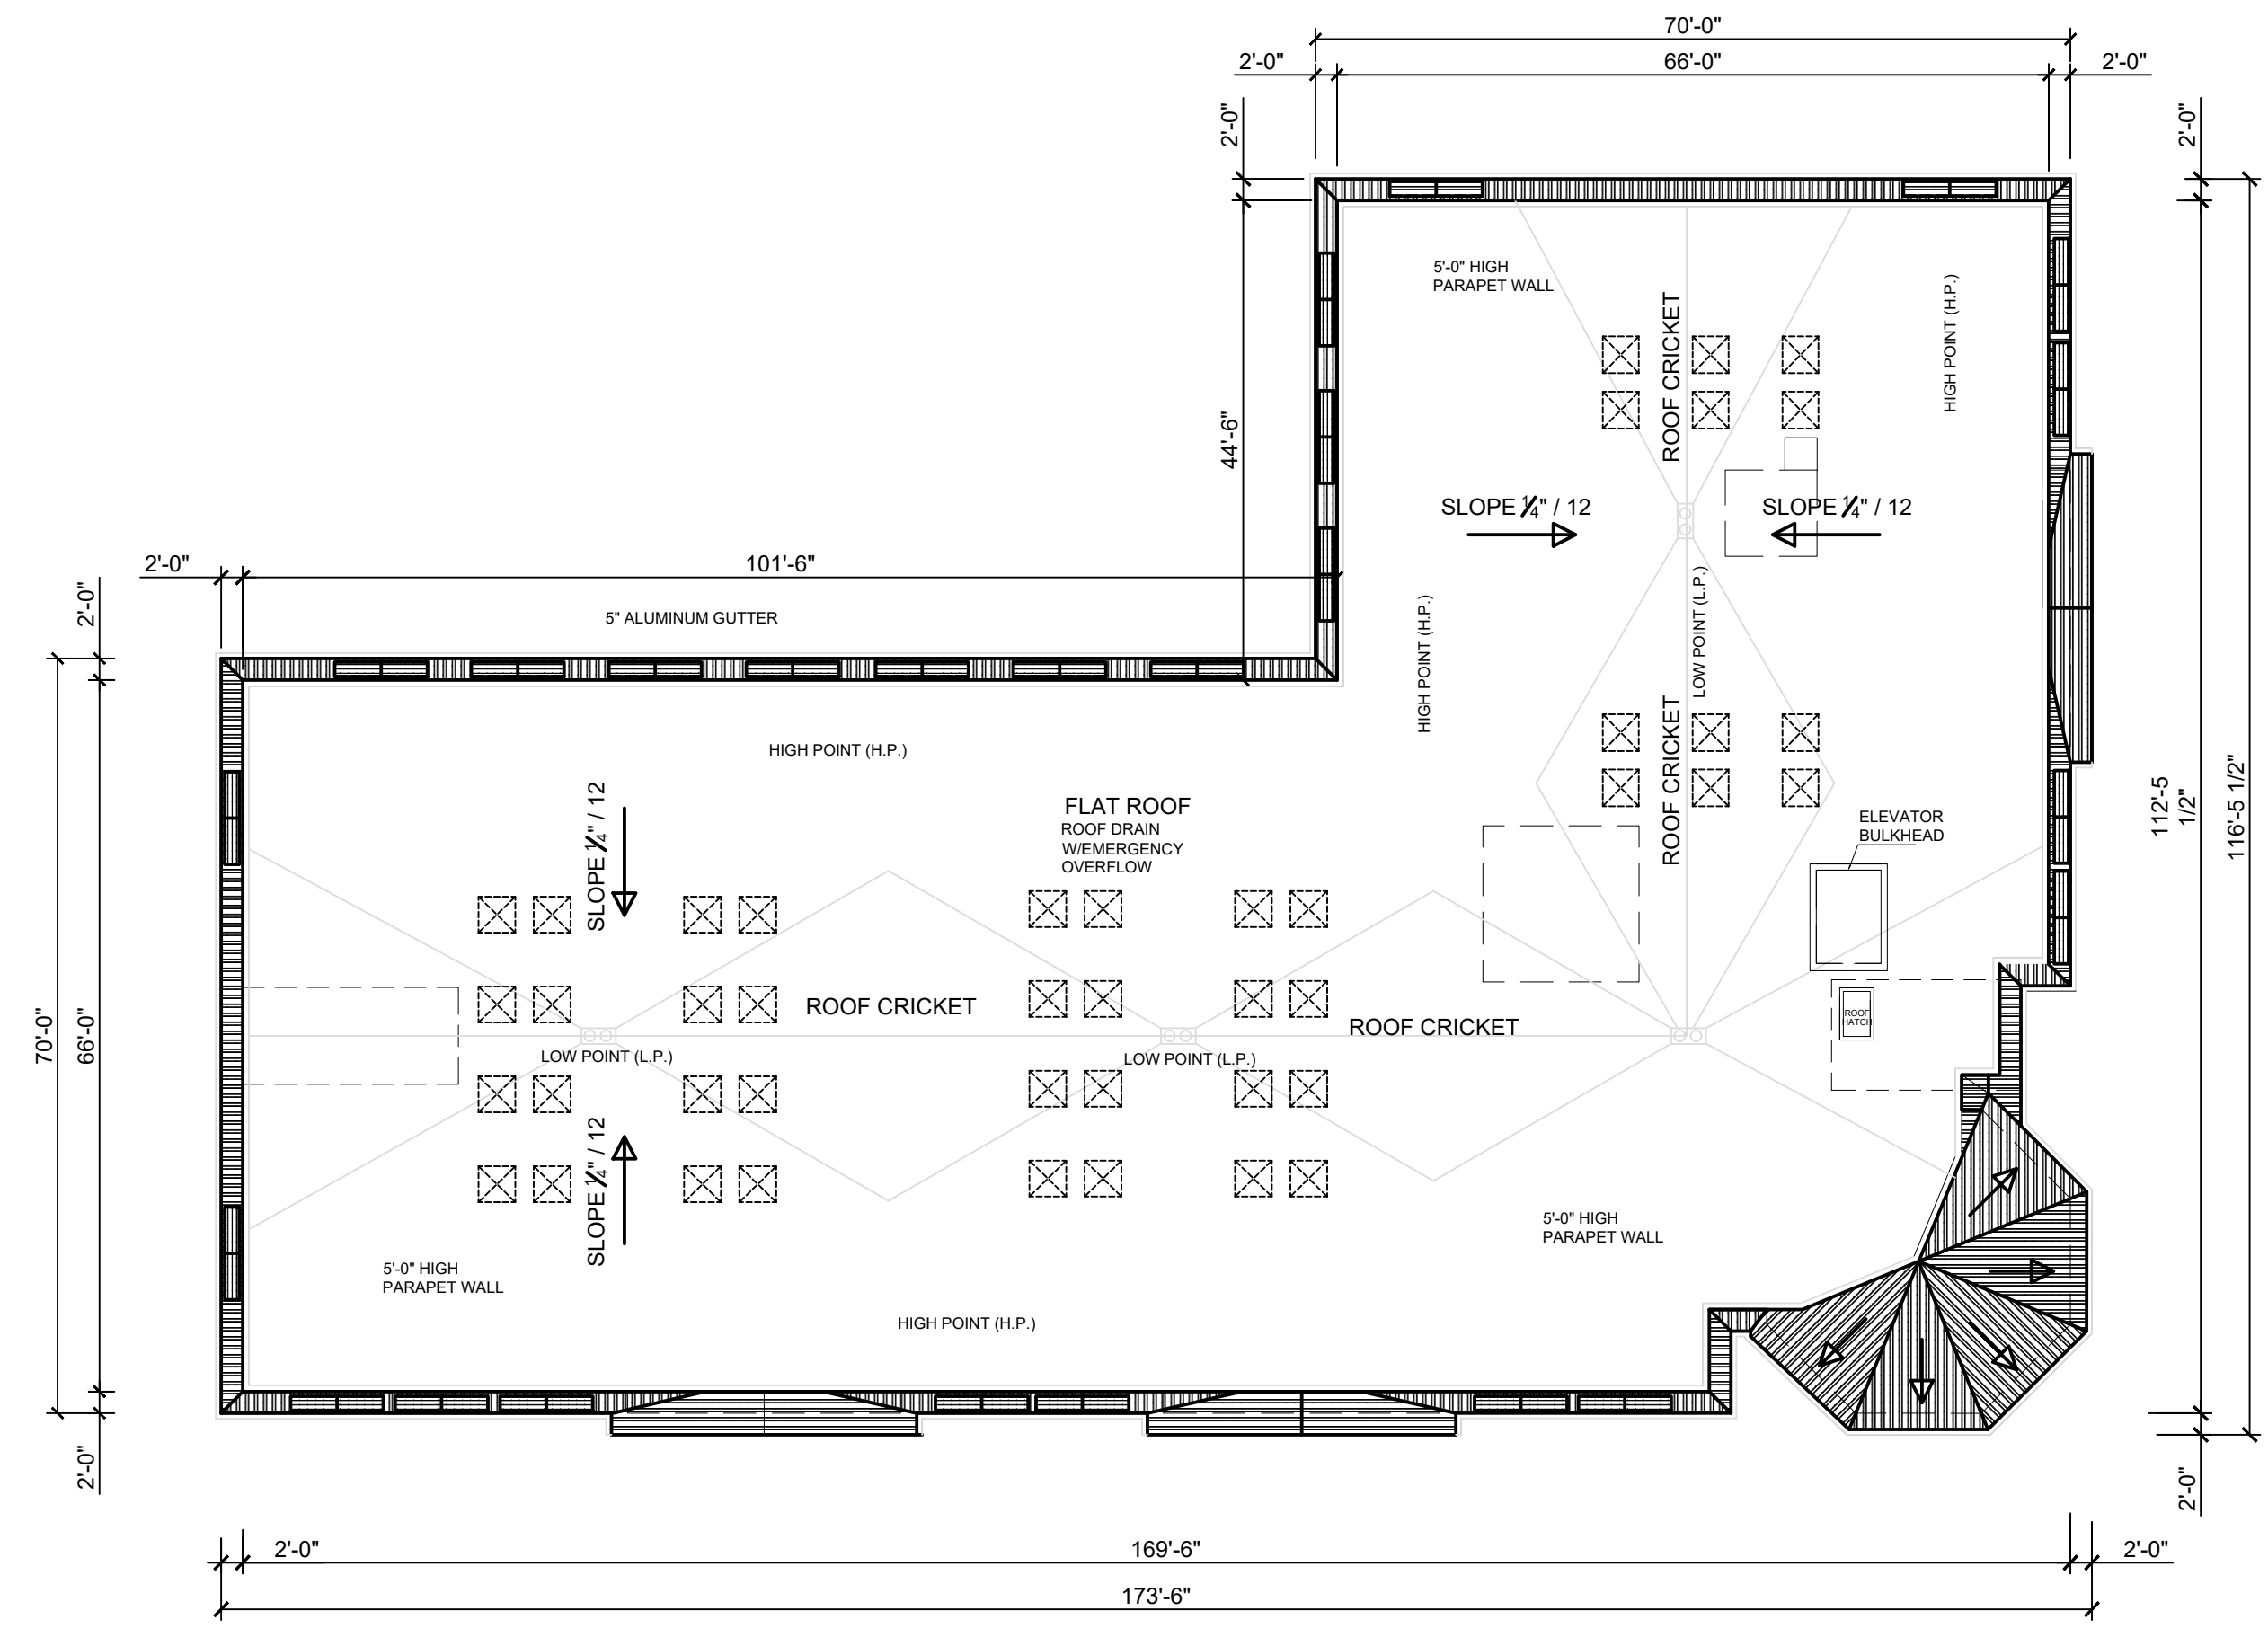 70'-0"
2'-0"
66'-0"
2'-0"
2'-0"
2'-0"
5'-0" HIGH
PARAPET WALL
ROOF CRICKET
HIGH POINT (H.P.)
44'-6"
SLOPE 1/4" / 12
SLOPE 1/4" / 12
2'-0"
101'-6"
2'-0"
5" ALUMINUM GUTTER
HIGH POINT (H.P.)
LOW POINT (L.P.)
HIGH POINT (H.P.)
ROOF CRICKET
112'-5
1/2"
116'-5 1/2"
SLOPE 1/4" / 12
FLAT ROOF
ROOF DRAIN
W/EMERGENCY
OVERFLOW
ELEVATOR
BULKHEAD
70'-0"
66'-0"
ROOF CRICKET
ROOF CRICKET
ROOF
HATCH
LOW POINT (L.P.)
LOW POINT (L.P.)
SLOPE 1/4" / 12
5'-0" HIGH
PARAPET WALL
5'-0" HIGH
PARAPET WALL
HIGH POINT (H.P.)
2'-0"
2'-0"
2'-0"
169'-6"
2'-0"
173'-6"